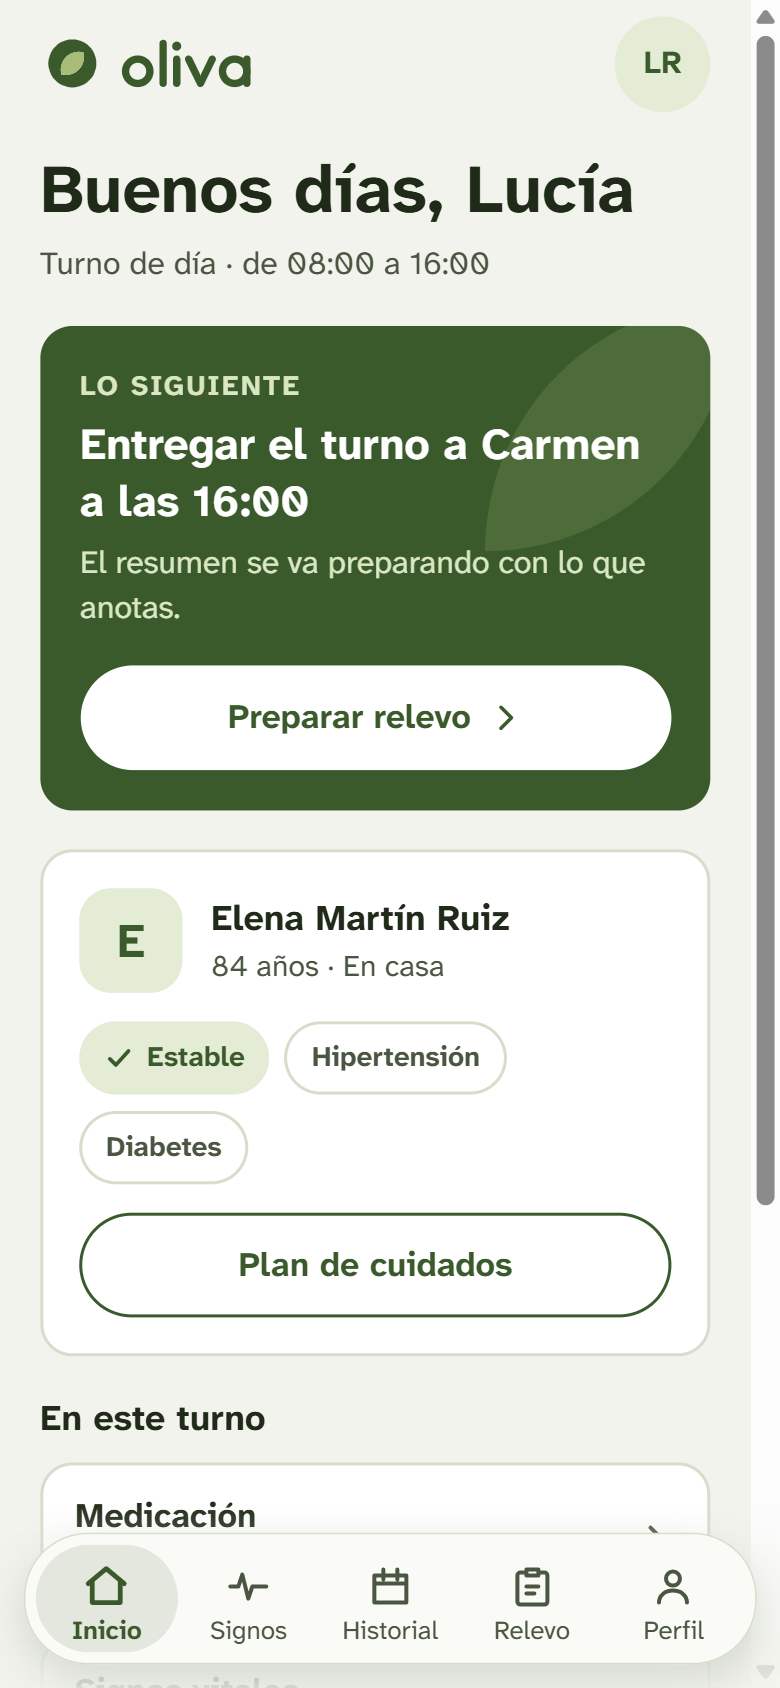 oliva
LR
Buenos días, Lucía
Turno de día · de 08:00 a 16:00
LO SIGUIENTE
Entregar el turno a Carmen
a las 16:00
El resumen se va preparando con lo que
anotas.
Preparar relevo
E
Elena Martín Ruiz
84 años · En casa
Estable
Hipertensión
Diabetes
Plan de cuidados
En este turno
Medicación
Inicio
Signos
Historial
Relevo
Perfil
Signos vitales